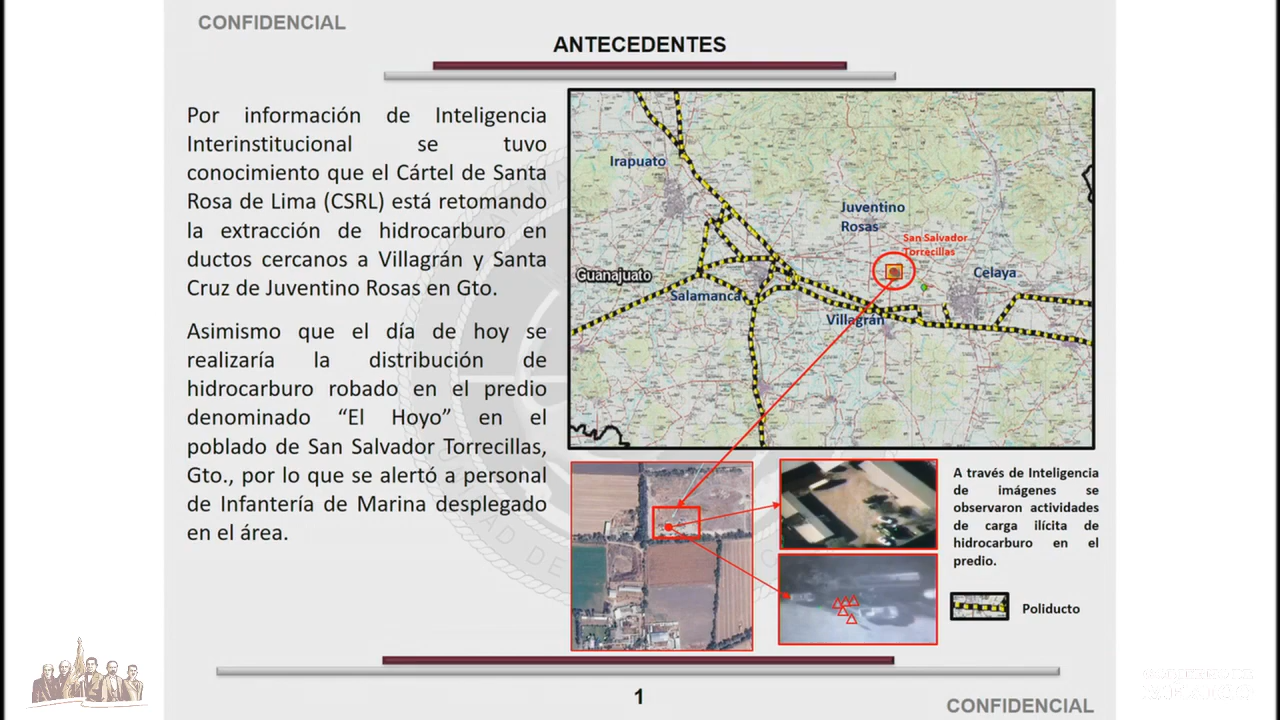 CONFIDENCIAL
ANTECEDENTES
Por información de Inteligencia
Interinstitucional se tuvo
conocimiento que el Cártel de Santa
Rosa de Lima (CSRL) está retomando
la extracción de hidrocarburo en
ductos cercanos a Villagrán y Santa
Cruz de Juventino Rosas en Gto.
Asimismo que el día de hoy se
realizaría la distribución de
hidrocarburo robado en el predio
denominado “El Hoyo” en el
poblado de San Salvador Torrecillas,
Gto., por lo que se alertó a personal
de Infantería de Marina desplegado
en el área.
Irapuato
Juventino
Rosas
San Salvador
Torrecillas
Guanajuato
Celaya
Salamanca
Villagrán
A través de Inteligencia
de imágenes se
observaron actividades
de carga ilícita de
hidrocarburo en el
predio.
Poliducto
1
CONFIDENCIAL